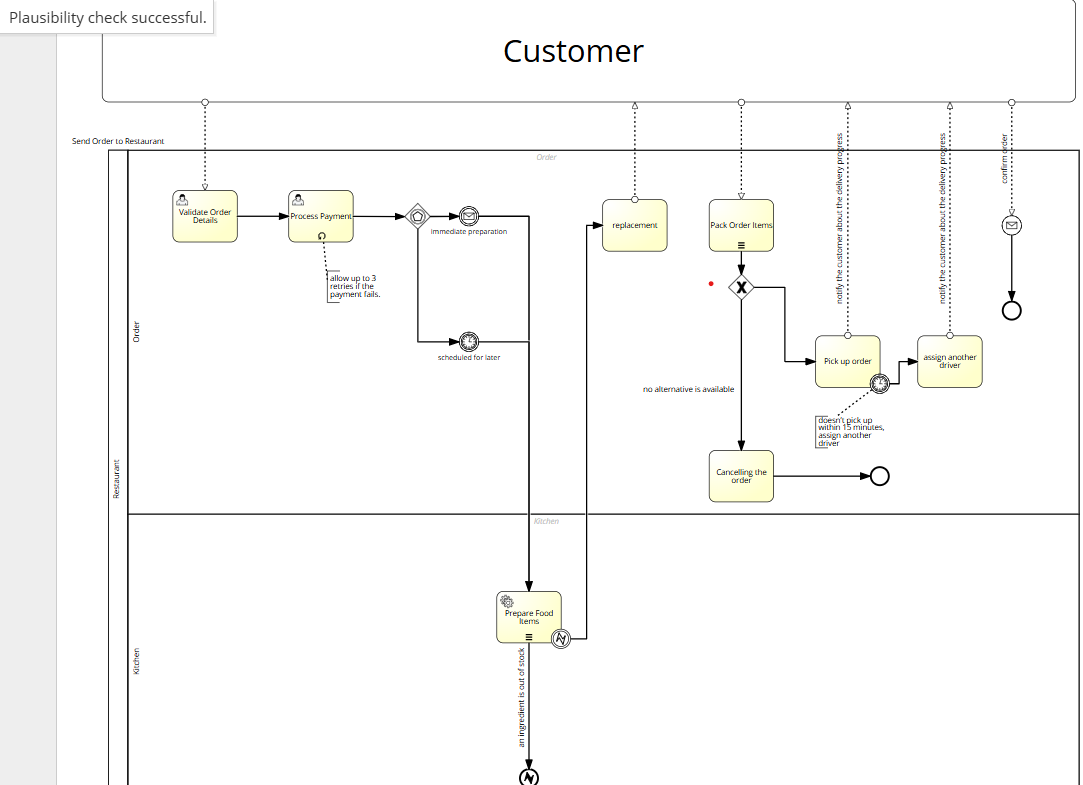 Plausibility check successful.
Customer
Send Order to Restaurant
Order
Validate Order
Details
Process Payment
immediate preparation
allow up to 3
retries if the
payment fails.
scheduled for later
replacement
Pack Order Items
notify the customer about the delivery progress
notify the customer about the delivery progress
confirm order
Order
Pick up order
assign another
driver
no alternative is available
doesn't pick up
within 15 minutes,
assign another
driver
Cancelling the
order
Restaurant
Kitchen
Prepare Food
Items
Kitchen
an ingredient is out of stock